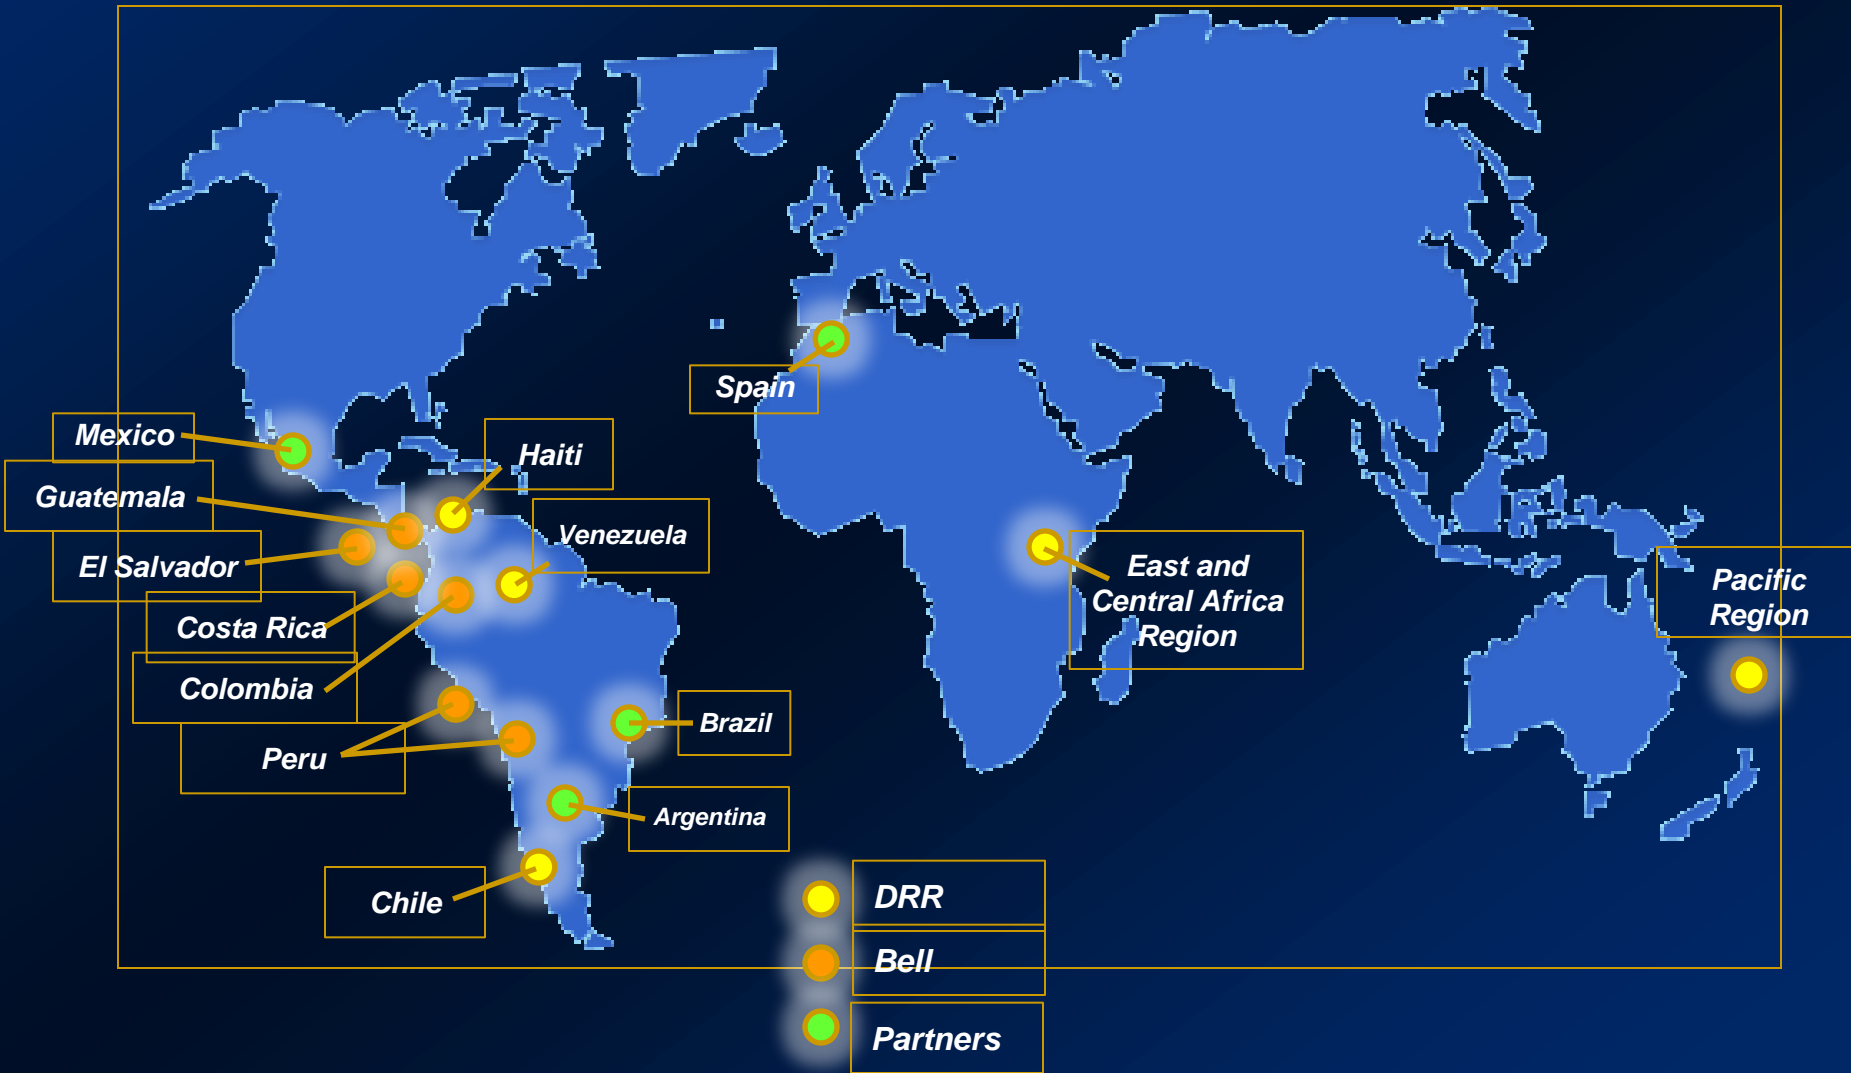 Spain
Mexico
Haiti
Guatemala
Venezuela
El Salvador
East and
Central Africa
Region
Pacific
Region
Costa Rica
Colombia
Brazil
Peru
Argentina
Chile
DRR
Bell
Partners